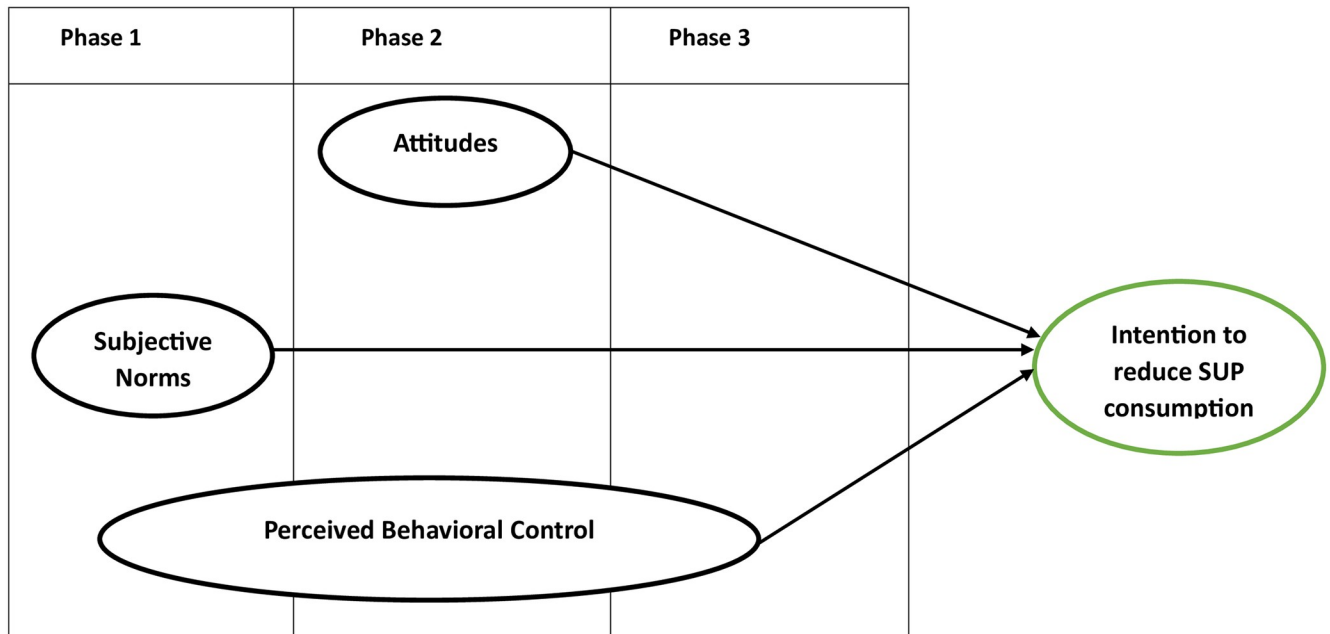 Phase 1
Phase 2
Phase 3
Attitudes
Subjective
Norms
Intention to
reduce SUP
consumption
Perceived Behavioral Control